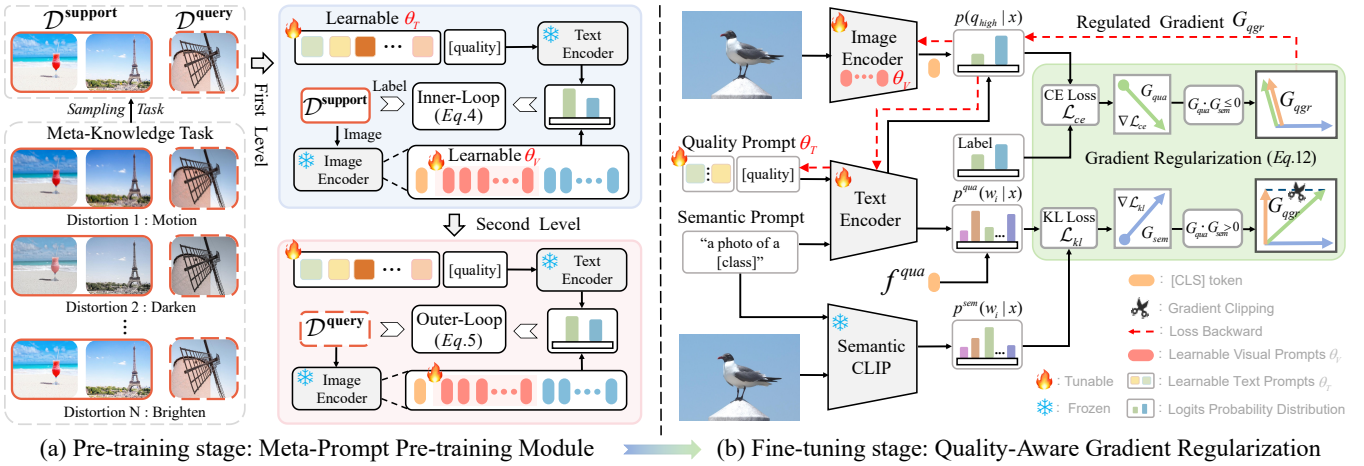 D^support
D^query
Sampling Task
Meta-Knowledge Task
Distortion 1 : Motion
Distortion 2 : Darken
Distortion N : Brighten
First Level
Learnable θ_T
[quality]
Text
Encoder
D^support
Label
Inner-Loop
(Eq.4)
Image
Image
Encoder
Learnable θ_V
Second Level
[quality]
Text
Encoder
D^query
Outer-Loop
(Eq.5)
Image
Encoder
(a) Pre-training stage: Meta-Prompt Pre-training Module
Image
Encoder
θ_V
p(q_high | x)
Regulated Gradient G_qgr
CE Loss
L_ce
G_qua
∇L_ce
G_qua · G_sem ≤ 0
G_qgr
Label
Gradient Regularization (Eq.12)
Quality Prompt θ_T
[quality]
Text
Encoder
p^qua(w_i | x)
KL Loss
L_kl
∇L_kl
G_sem
G_qua · G_sem > 0
G_qgr
Semantic Prompt
“a photo of a
[class]”
f^qua
p^sem(w_i | x)
Semantic
CLIP
[CLS] token
: Gradient Clipping
: Loss Backward
: Learnable Visual Prompts θ_V
: Tunable
: Learnable Text Prompts θ_T
: Frozen
: Logits Probability Distribution
(b) Fine-tuning stage: Quality-Aware Gradient Regularization